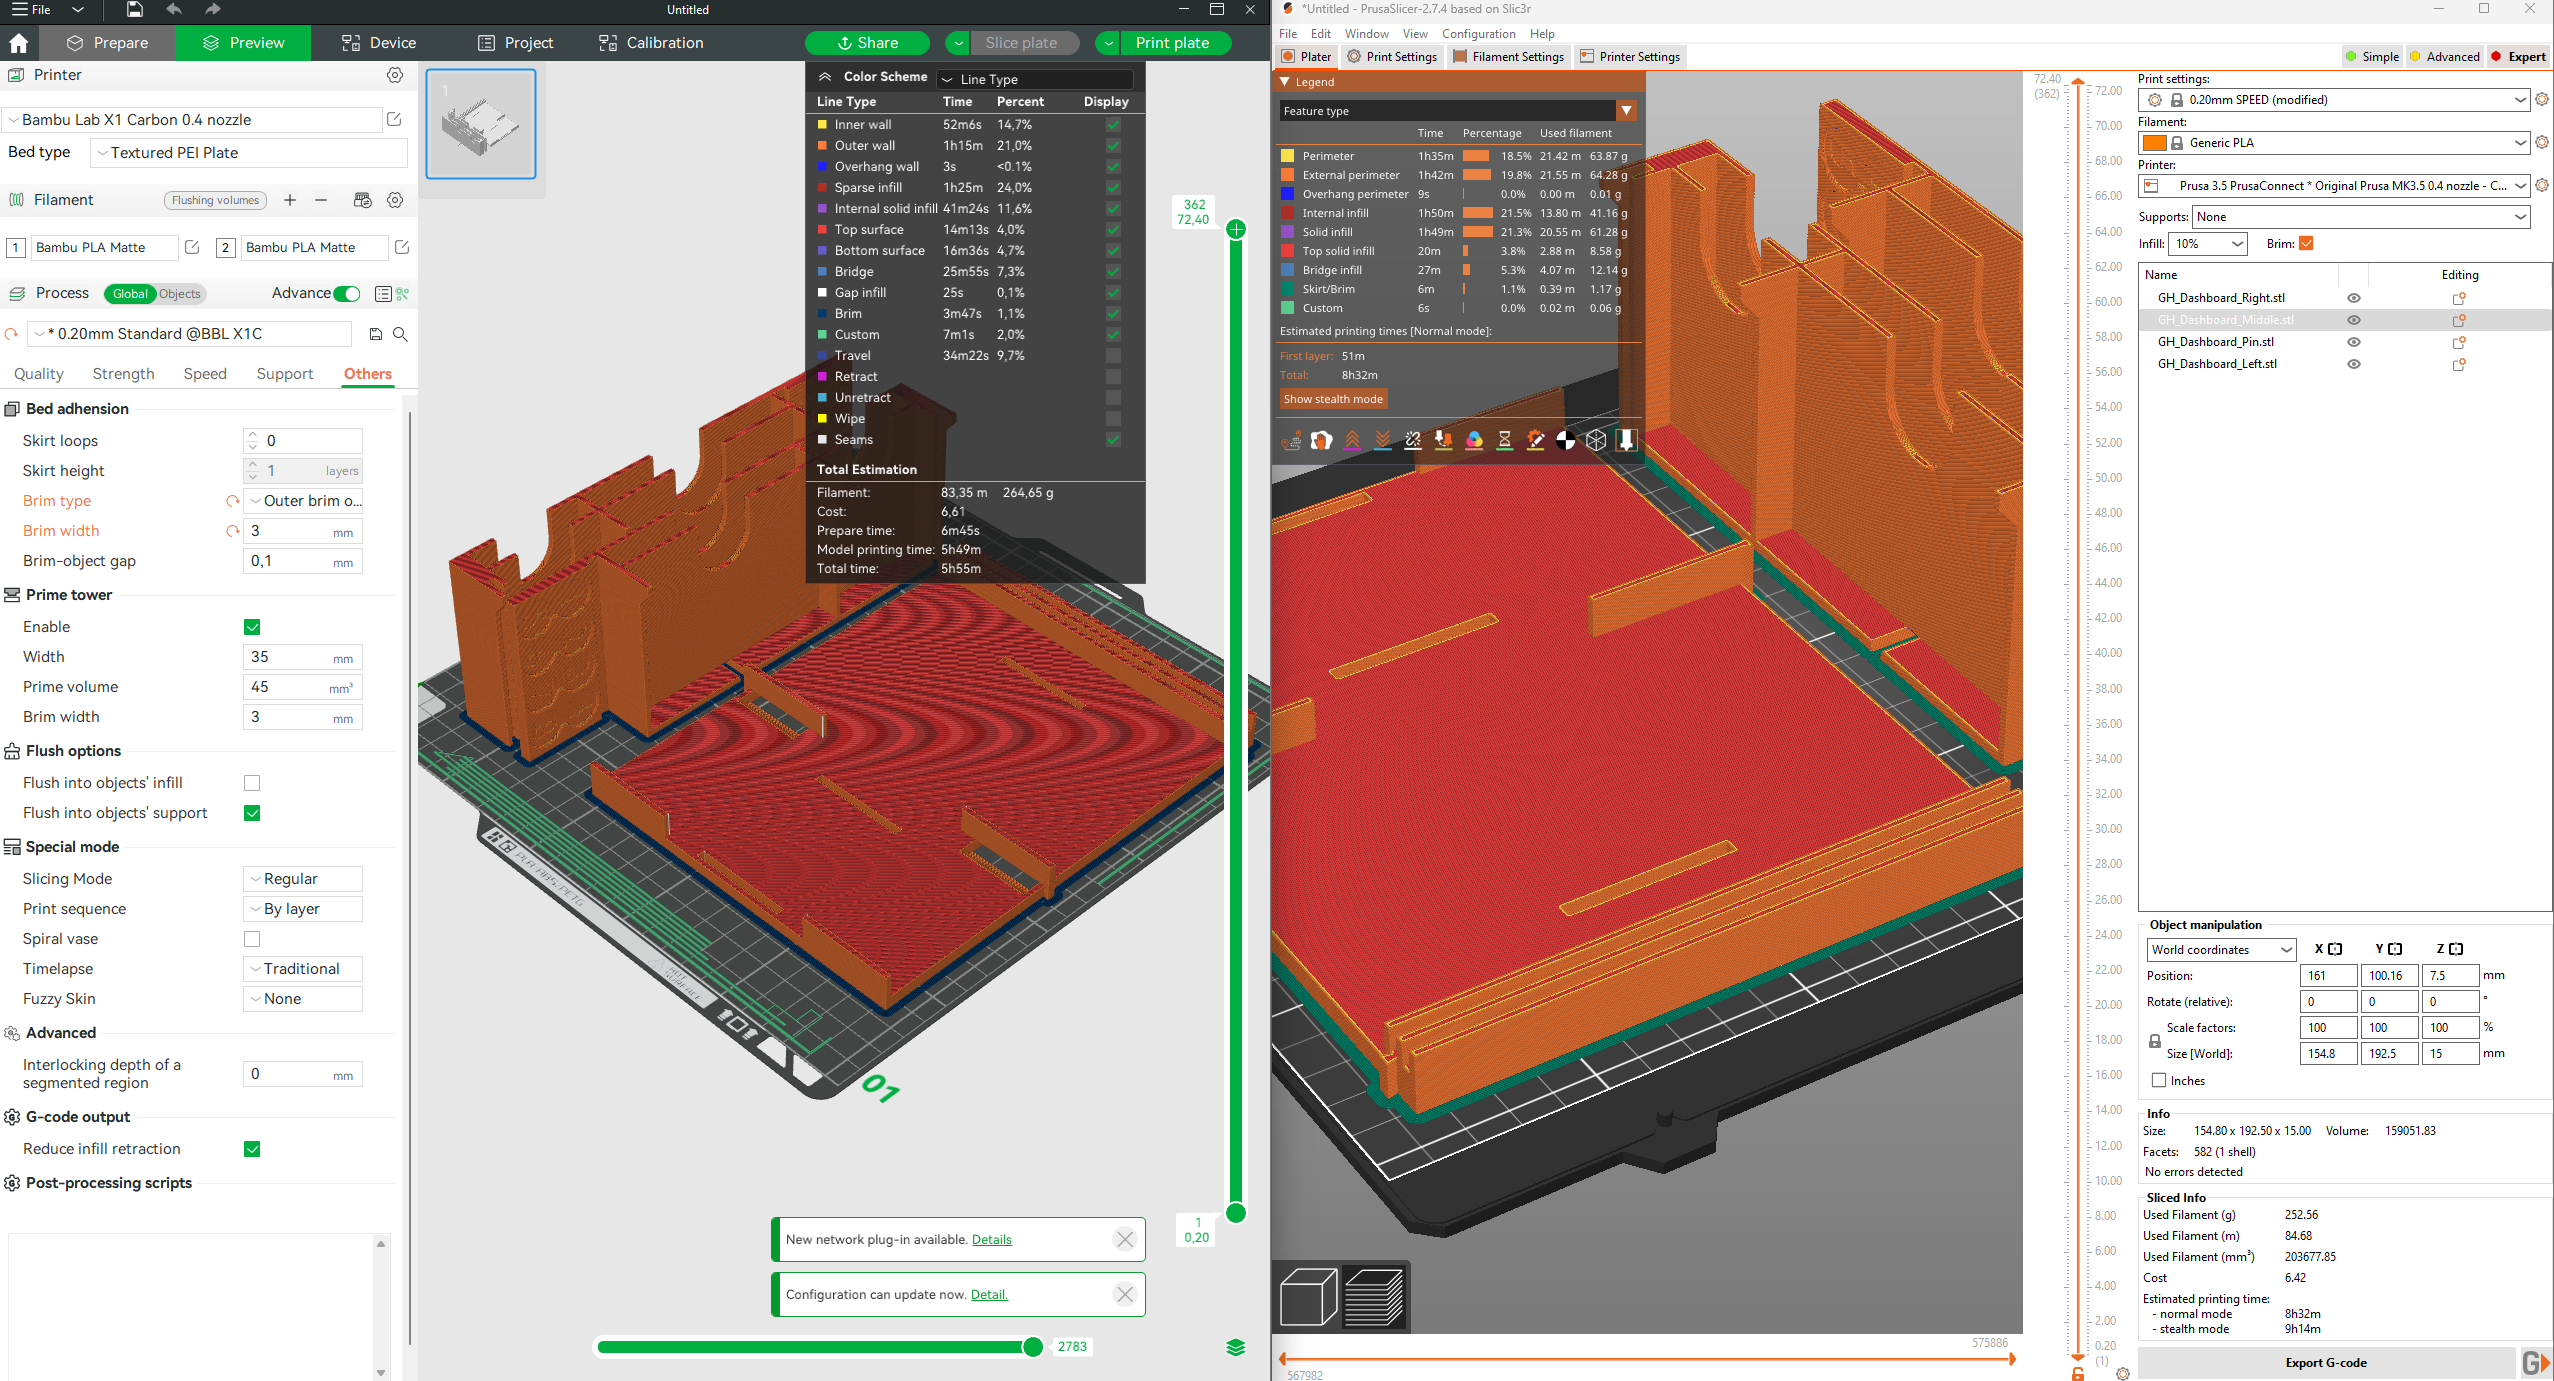 File
Untitled
Prepare
Preview
Device
Project
Calibration
Share
Slice plate
Print plate
Printer
Bambu Lab X1 Carbon 0.4 nozzle
Bed type
Textured PEI Plate
Filament
Flushing volumes
1 Bambu PLA Matte
2 Bambu PLA Matte
Process
Global
Objects
Advance
* 0.20mm Standard @BBL X1C
Quality
Strength
Speed
Support
Others
Bed adhension
Skirt loops 0
Skirt height 1 layers
Brim type Outer brim o...
Brim width 3 mm
Brim-object gap 0,1 mm
Prime tower
Enable
Width 35 mm
Prime volume 45 mm³
Brim width 3 mm
Flush options
Flush into objects' infill
Flush into objects' support
Special mode
Slicing Mode Regular
Print sequence By layer
Spiral vase
Timelapse Traditional
Fuzzy Skin None
Advanced
Interlocking depth of a
segmented region 0 mm
G-code output
Reduce infill retraction
Post-processing scripts
1
Color Scheme Line Type
Line Type Time Percent Display
Inner wall 52m6s 14,7%
Outer wall 1h15m 21,0%
Overhang wall 3s <0.1%
Sparse infill 1h25m 24,0%
Internal solid infill 41m24s 11,6%
Top surface 14m13s 4,0%
Bottom surface 16m36s 4,7%
Bridge 25m55s 7,3%
Gap infill 25s 0,1%
Brim 3m47s 1,1%
Custom 7m1s 2,0%
Travel 34m22s 9,7%
Retract
Unretract
Wipe
Seams
Total Estimation
Filament: 83,35 m 264,65 g
Cost: 6,61
Prepare time: 6m45s
Model printing time: 5h49m
Total time: 5h55m
362
72,40
1
0,20
01
New network plug-in available. Details
Configuration can update now. Detail.
2783
*Untitled - PrusaSlicer-2.7.4 based on Slic3r
File Edit Window View Configuration Help
Plater
Print Settings
Filament Settings
Printer Settings
Simple
Advanced
Expert
Legend
Feature type
Time Percentage Used filament
Perimeter 1h35m 18.5% 21.42 m 63.87 g
External perimeter 1h42m 19.8% 21.55 m 64.28 g
Overhang perimeter 9s 0.0% 0.00 m 0.01 g
Internal infill 1h50m 21.5% 13.80 m 41.16 g
Solid infill 1h49m 21.3% 20.55 m 61.28 g
Top solid infill 20m 3.8% 2.88 m 8.58 g
Bridge infill 27m 5.3% 4.07 m 12.14 g
Skirt/Brim 6m 1.1% 0.39 m 1.17 g
Custom 6s 0.0% 0.02 m 0.06 g
Estimated printing times [Normal mode]:
First layer: 51m
Total: 8h32m
Show stealth mode
72.40
(362)
72.00
70.00
68.00
66.00
64.00
62.00
60.00
58.00
56.00
54.00
52.00
50.00
48.00
46.00
44.00
42.00
40.00
38.00
36.00
34.00
32.00
30.00
28.00
26.00
24.00
22.00
20.00
18.00
16.00
14.00
12.00
10.00
8.00
6.00
4.00
2.00
0.20
(1)
575886
567982
Print settings:
0.20mm SPEED (modified)
Filament:
Generic PLA
Printer:
Prusa 3.5 PrusaConnect * Original Prusa MK3.5 0.4 nozzle - C...
Supports: None
Infill: 10% Brim:
Name Editing
GH_Dashboard_Right.stl
GH_Dashboard_Middle.stl
GH_Dashboard_Pin.stl
GH_Dashboard_Left.stl
Object manipulation
World coordinates X Y Z
Position: 161 100.16 7.5 mm
Rotate (relative): 0 0 0 °
Scale factors: 100 100 100 %
Size [World]: 154.8 192.5 15 mm
Inches
Info
Size: 154.80 x 192.50 x 15.00 Volume: 159051.83
Facets: 582 (1 shell)
No errors detected
Sliced Info
Used Filament (g) 252.56
Used Filament (m) 84.68
Used Filament (mm³) 203677.85
Cost 6.42
Estimated printing time:
- normal mode 8h32m
- stealth mode 9h14m
Export G-code